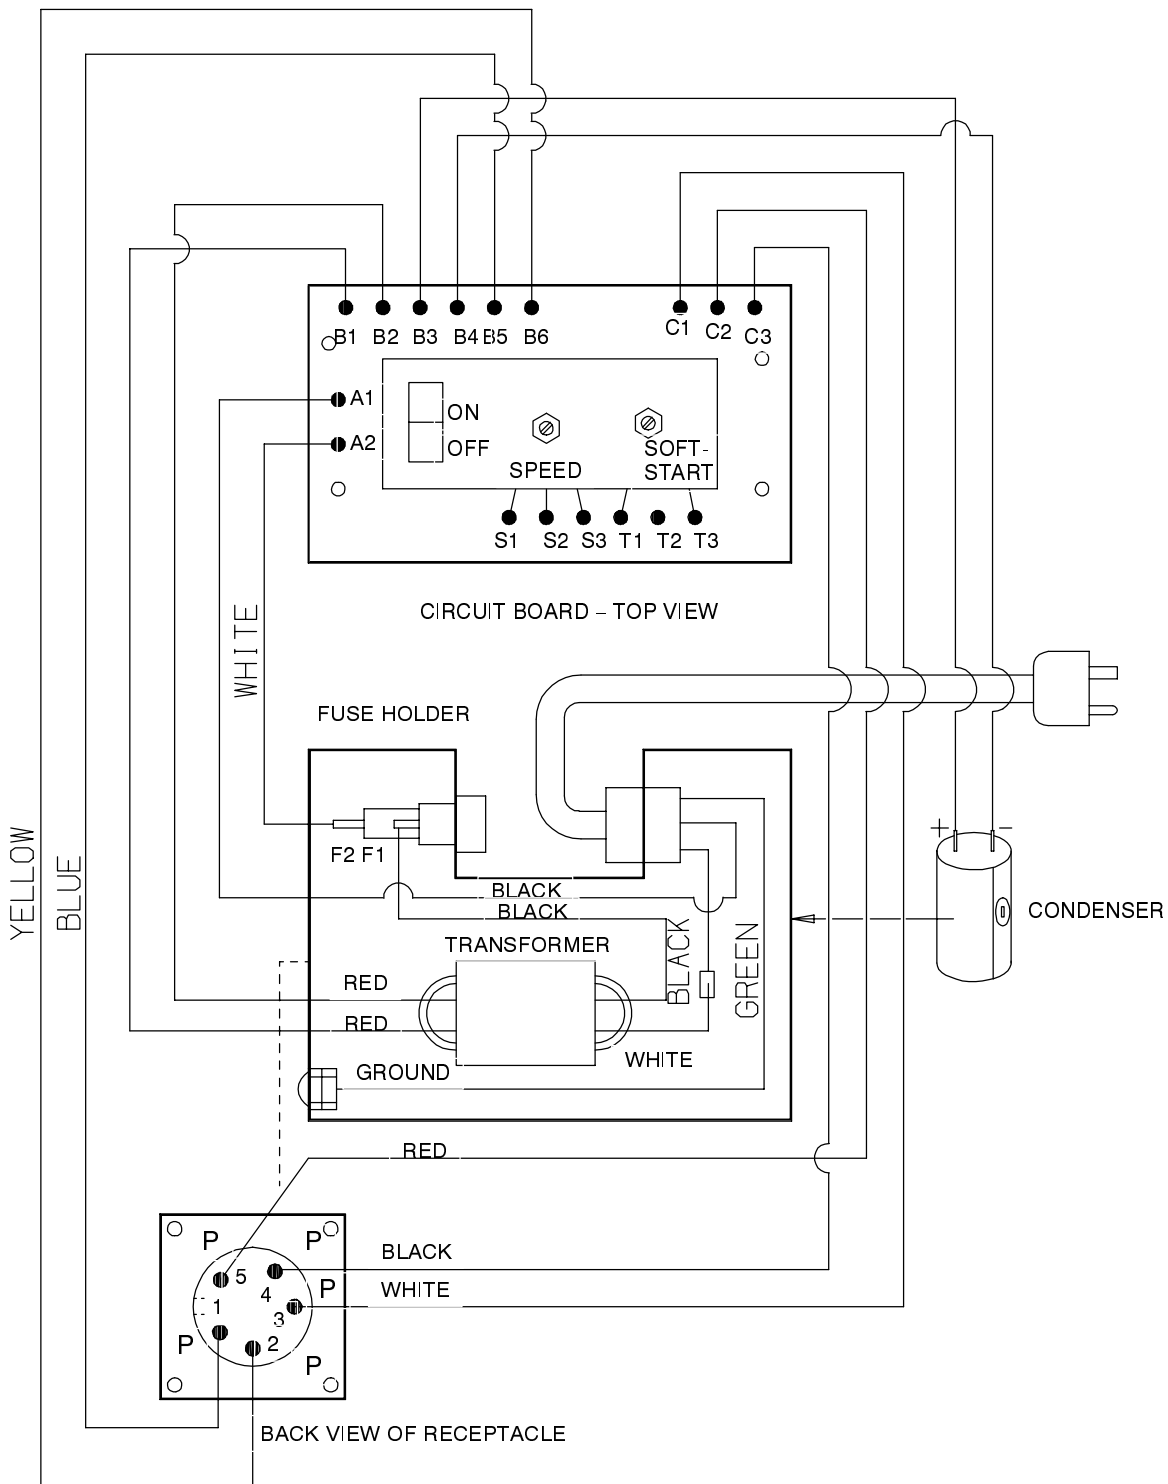 B1 B2 B3 B4 B5 B6 C1 C2 C3
A1
ON
A2
OFF
SPEED
SOFT-
START
S1 S2 S3 T1 T2 T3
CIRCUIT BOARD – TOP VIEW
WHITE
FUSE HOLDER
F2 F1
+ –
YELLOW
BLUE
BLACK
BLACK
CONDENSER
TRANSFORMER
BLACK
GREEN
RED
RED
WHITE
GROUND
RED
P P
BLACK
5
4
P
WHITE
1
3
P
2
P
BACK VIEW OF RECEPTACLE